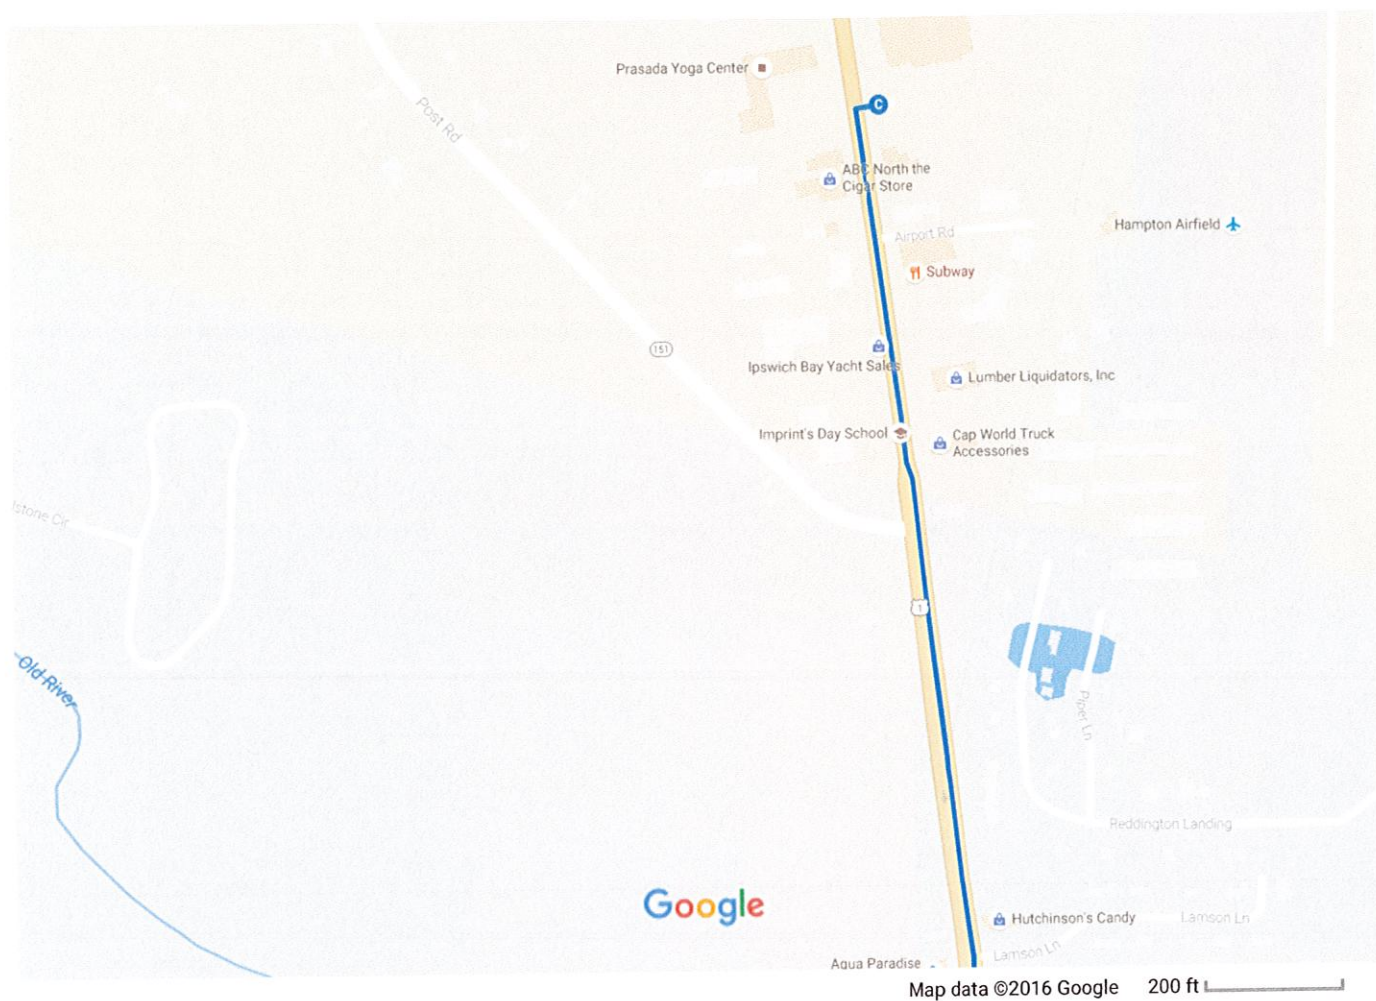 Prasada Yoga Center
C
Post Rd
ABC North the
Cigar Store
Hampton Airfield
Airport Rd
Subway
151
Ipswich Bay Yacht Sales
Lumber Liquidators, Inc
Imprint's Day School
Cap World Truck
Accessories
lstone Cir
1
Old River
Piper Ln
Reddington Landing
Google
Hutchinson's Candy
Lamson Ln
Lamson Ln
Aqua Paradise
Map data ©2016 Google 200 ft